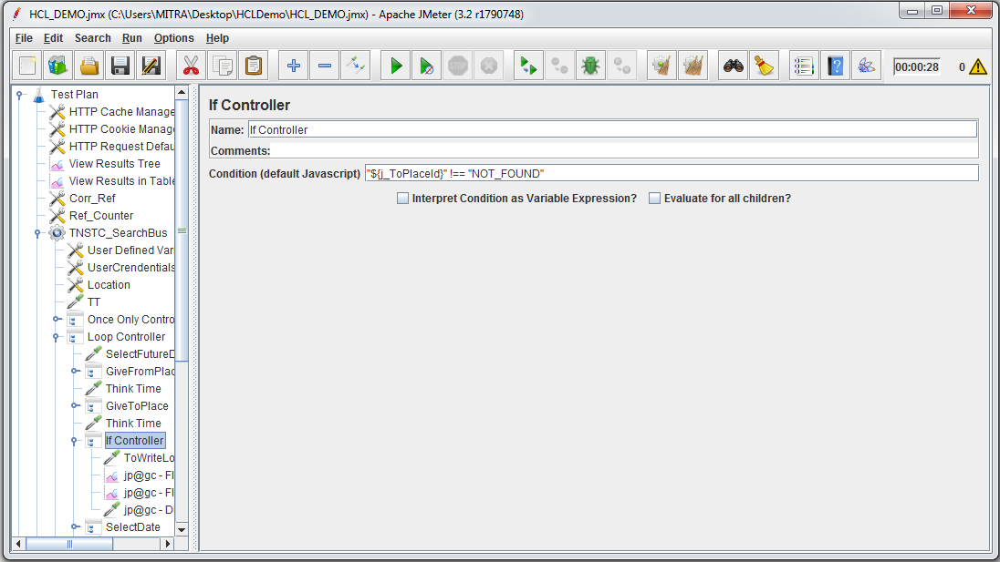 HCL_DEMO.jmx (C:\Users\MITRA\Desktop\HCLDemo\HCL_DEMO.jmx) - Apache JMeter (3.2 r1790748)
File Edit Search Run Options Help
STOP 00:00:28 0
Test Plan
HTTP Cache Manage
HTTP Cookie Manag
HTTP Request Defau
View Results Tree
View Results in Table
Corr_Ref
Ref_Counter
TNSTC_SearchBus
User Defined Var
UserCrendentials
Location
TT
Once Only Contro
Loop Controller
SelectFutureD
GiveFromPlac
Think Time
GiveToPlace
Think Time
If Controller
ToWriteLo
jp@gc - Fl
jp@gc - Fl
jp@gc - D
SelectDate
If Controller
Name: If Controller
Comments:
Condition (default Javascript) "${j_ToPlaceId}" !== "NOT_FOUND"
Interpret Condition as Variable Expression? Evaluate for all children?